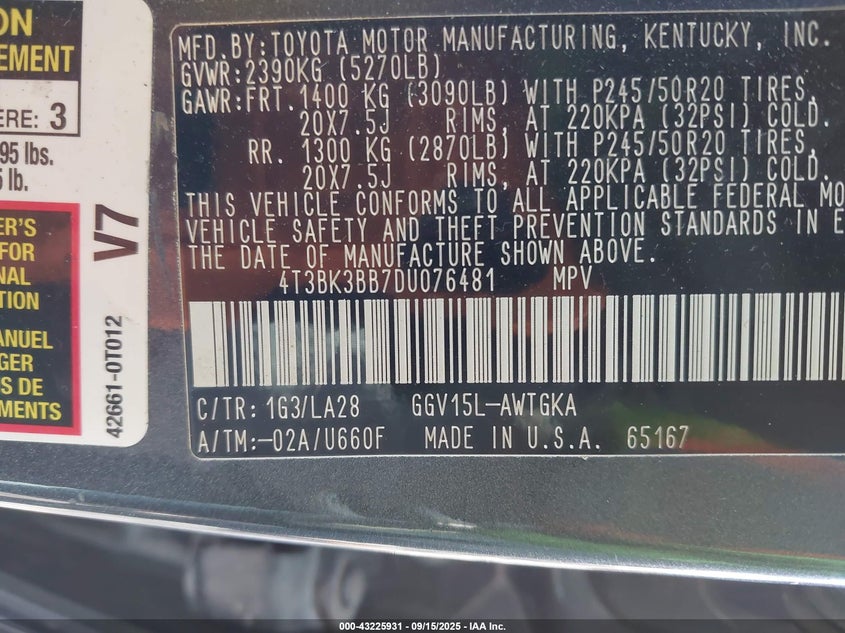 ON
EMENT
ERE: 3
95 lbs.
lb.
ER'S
FOR
NAL
TION
MANUEL
GER
S DE
MENTS
V7
42661-0T012
MFD.BY:TOYOTA MOTOR MANUFACTURING, KENTUCKY, INC.
GVWR:2390KG (5270LB)
GAWR:FRT.1400 KG (3090LB) WITH P245/50R20 TIRES,
20X7.5J RIMS, AT 220KPA (32PSI) COLD.
RR. 1300 KG (2870LB) WITH P245/50R20 TIRES,
20X7.5J RIMS, AT 220KPA (32PSI) COLD.
THIS VEHICLE CONFORMS TO ALL APPLICABLE FEDERAL MO
VEHICLE SAFETY AND THEFT PREVENTION STANDARDS IN E
THE DATE OF MANUFACTURE SHOWN ABOVE.
4T3BK3BB7DU076481 MPV
C/TR: 1G3/LA28 GGV15L-AWTGKA
A/TM:-02A/U660F MADE IN U.S.A. 65167
000-43225931 - 09/15/2025 - IAA Inc.